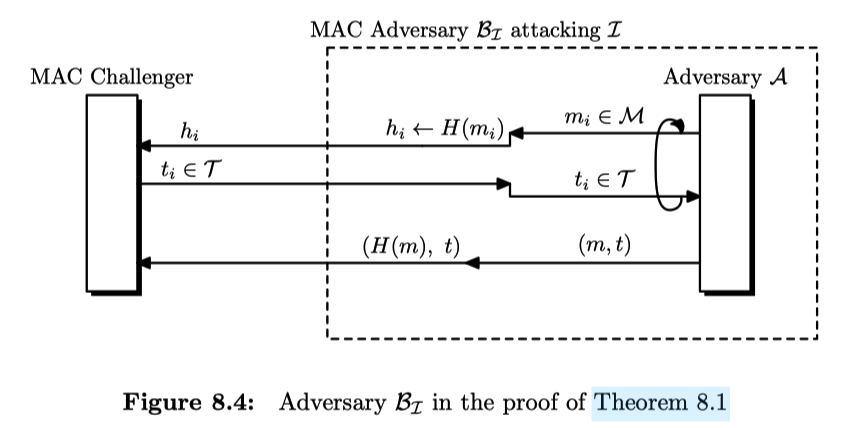 MAC Adversary $\mathcal{B}_{\mathcal{I}}$ attacking $\mathcal{I}$
MAC Challenger
Adversary $\mathcal{A}$
$h_i$
$h_i \leftarrow H(m_i)$
$m_i \in \mathcal{M}$
$t_i \in \mathcal{T}$
$t_i \in \mathcal{T}$
$(H(m),\ t)$
$(m, t)$
Figure 8.4: Adversary $\mathcal{B}_{\mathcal{I}}$ in the proof of Theorem 8.1